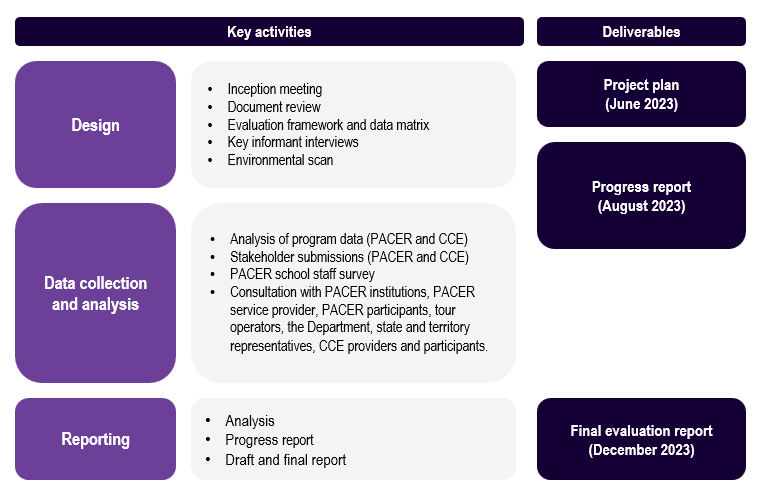 Key activities
Deliverables
Design
• Inception meeting
• Document review
• Evaluation framework and data matrix
• Key informant interviews
• Environmental scan
Project plan
(June 2023)
Progress report
(August 2023)
Data collection
and analysis
• Analysis of program data (PACER and CCE)
• Stakeholder submissions (PACER and CCE)
• PACER school staff survey
• Consultation with PACER institutions, PACER
service provider, PACER participants, tour
operators, the Department, state and territory
representatives, CCE providers and participants.
Reporting
• Analysis
• Progress report
• Draft and final report
Final evaluation report
(December 2023)